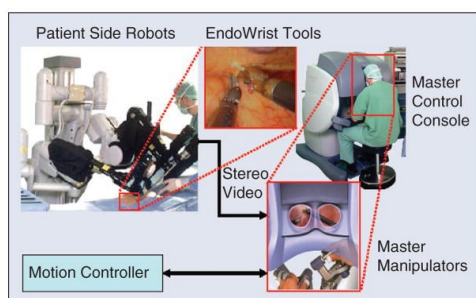 Patient Side Robots
EndoWrist Tools
Master
Control
Console
Stereo
Video
Master
Manipulators
Motion Controller